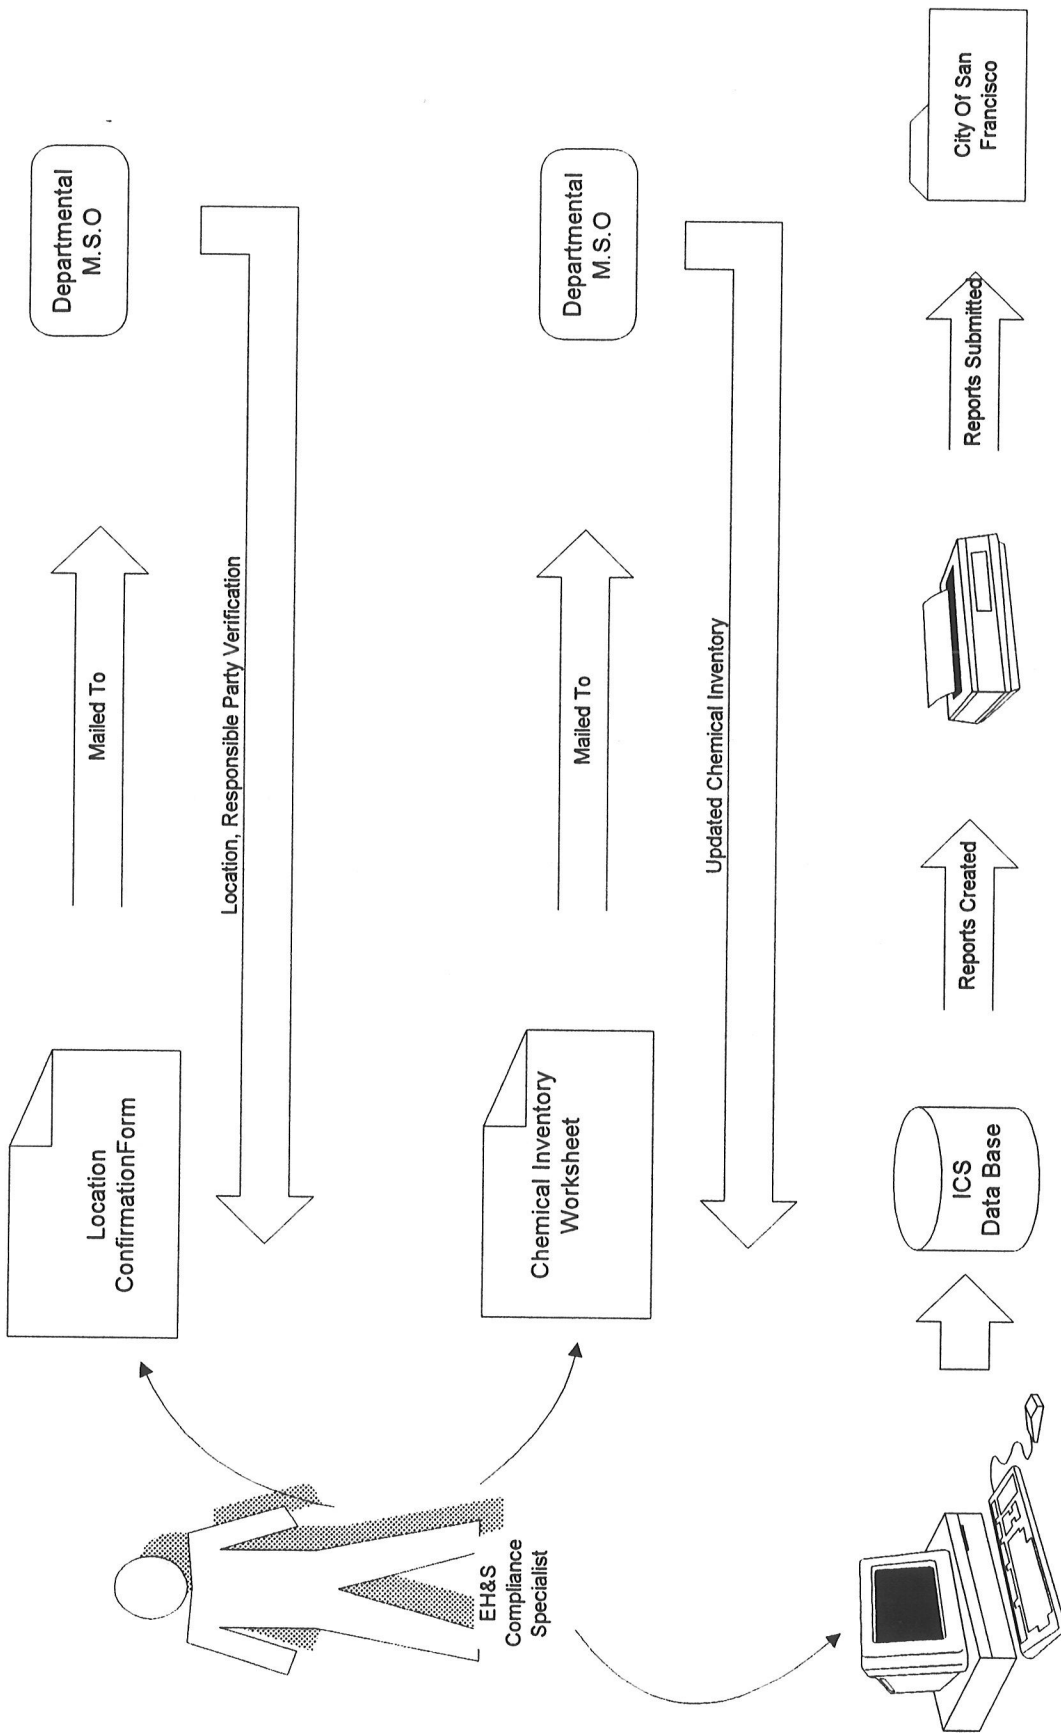 Location
ConfirmationForm
Mailed To
Departmental
M.S.O
Location, Responsible Party Verification
EH&S
Compliance
Specialist
Chemical Inventory
Worksheet
Mailed To
Departmental
M.S.O
Updated Chemical Inventory
ICS
Data Base
Reports Created
Reports Submitted
City Of San
Francisco